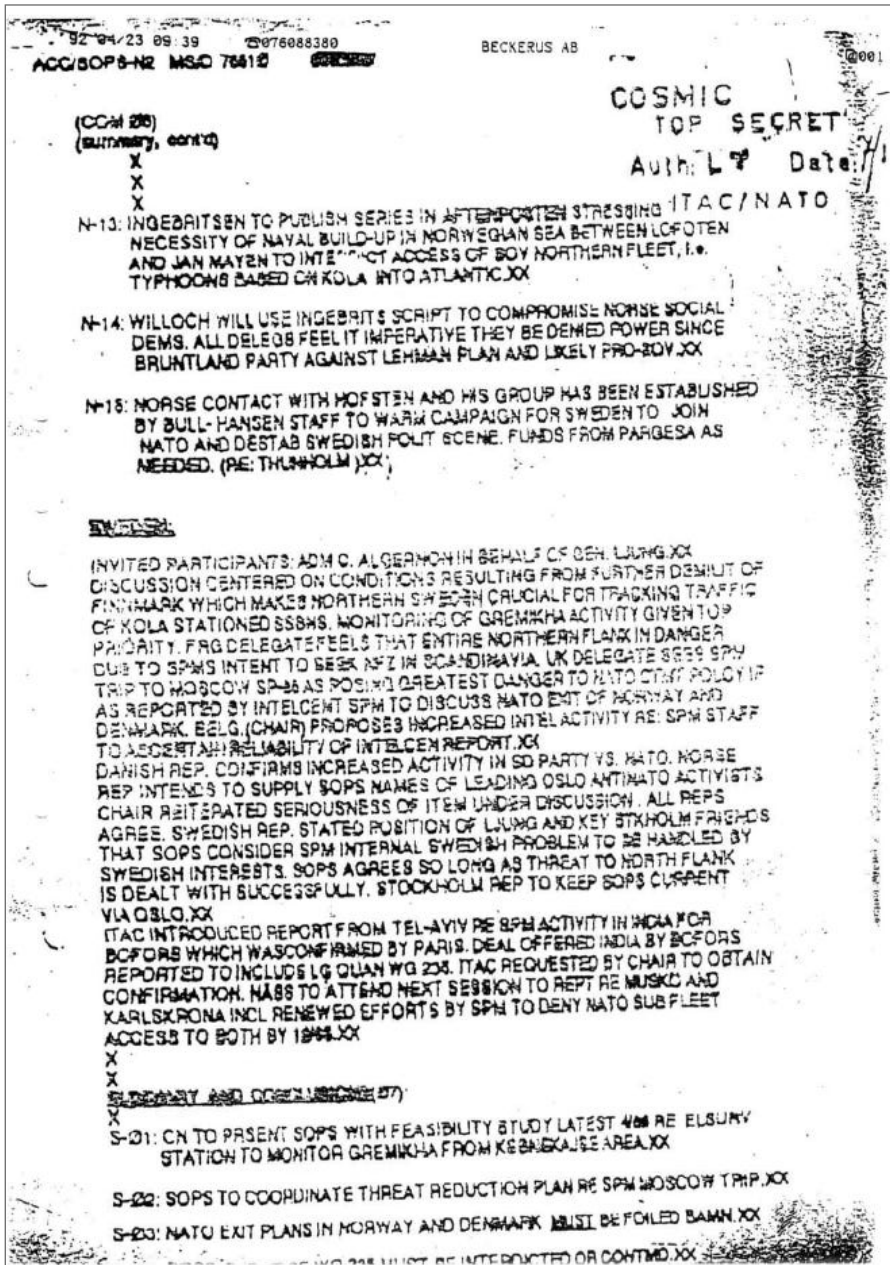 92 04/23 09:39 ☎076088380 BECKERUS AB 001
ACC/SOPS-N2 MS/D
COSMIC
TOP SECRET
Auth: Date:
ITAC/NATO
(summary, cont'd)
X
X
X
N-13: INGEBRITSEN TO PUBLISH SERIES IN AFTENPOSTEN STRESSING
NECESSITY OF NAVAL BUILD-UP IN NORWEGIAN SEA BETWEEN LOFOTEN
AND JAN MAYEN TO ACCESS OF SOV NORTHERN FLEET, i.e.
TYPHOONS BASED ON KOLA INTO ATLANTIC.XX
N-14: WILLOCH WILL USE INGEBRITS SCRIPT TO COMPROMISE NORSE SOCIAL
DEMS. ALL DELEGS FEEL IT IMPERATIVE THEY BE DENIED POWER SINCE
BRUNTLAND PARTY AGAINST LEHMAN PLAN AND LIKELY PRO-SOV.XX
N-15: NORSE CONTACT WITH HOFSTEN AND HIS GROUP HAS BEEN ESTABLISHED
BY BULL-HANSEN STAFF TO WARM CAMPAIGN FOR SWEDEN TO JOIN
NATO AND DESTAB SWEDISH POLIT SCENE. FUNDS FROM PARGESA AS
NEEDED. (RE: THUNHOLM)XX
SWEDEN:
INVITED PARTICIPANTS: ADM C. ALGERNON IN BEHALF OF GEN. LJUNG.XX
DISCUSSION CENTERED ON CONDITIONS RESULTING FROM FURTHER DEMILIT OF
FINNMARK WHICH MAKES NORTHERN SWEDEN CRUCIAL FOR TRACKING TRAFFIC
OF KOLA STATIONED SSBNS. MONITORING OF GREMIKHA ACTIVITY GIVEN TOP
PRIORITY. FRG DELEGATE FEELS THAT ENTIRE NORTHERN FLANK IN DANGER
DUE TO SPMS INTENT TO SEEK NFZ IN SCANDINAVIA. UK DELEGATE SEES SPM
TRIP TO MOSCOW AS POSING GREATEST DANGER TO NATO POLCY IF
AS REPORTED BY INTELCENT SPM TO DISCUSS NATO EXIT OF NORWAY AND
DENMARK. BELG.(CHAIR) PROPOSES INCREASED INTEL ACTIVITY RE: SPM STAFF
TO ASCERTAIN RELIABILITY OF INTELCEN REPORT.XX
DANISH REP. CONFIRMS INCREASED ACTIVITY IN SD PARTY VS. NATO. NORSE
REP INTENDS TO SUPPLY SOPS NAMES OF LEADING OSLO ANTINATO ACTIVISTS
CHAIR REITERATED SERIOUSNESS OF ITEM UNDER DISCUSSION. ALL REPS
AGREE. SWEDISH REP. STATED POSITION OF LJUNG AND KEY STKHOLM FRIENDS
THAT SOPS CONSIDER SPM INTERNAL SWEDISH PROBLEM TO BE HANDLED BY
SWEDISH INTERESTS. SOPS AGREES SO LONG AS THREAT TO NORTH FLANK
IS DEALT WITH SUCCESSFULLY. STOCKHOLM REP TO KEEP SOPS CURRENT
VIA OSLO.XX
ITAC INTRODUCED REPORT FROM TEL-AVIV RE SPM ACTIVITY IN INDIA FOR
BOFORS WHICH WASCONFIRMED BY PARIS. DEAL OFFERED INDIA BY BOFORS
REPORTED TO INCLUDE LG QUAN WG 238. ITAC REQUESTED BY CHAIR TO OBTAIN
CONFIRMATION. NASS TO ATTEND NEXT SESSION TO REPT RE MUSKO AND
KARLSKRONA INCL RENEWED EFFORTS BY SPM TO DENY NATO SUB FLEET
ACCESS TO BOTH BY
X
X
SUMMARY AND CONCLUSIONS
X
S-Ø1: CN TO PRSENT SOPS WITH FEASIBILITY STUDY LATEST RE ELSURV
STATION TO MONITOR GREMIKHA FROM AREA.XX
S-Ø2: SOPS TO COORDINATE THREAT REDUCTION PLAN RE SPM MOSCOW TRIP.XX
S-Ø3: NATO EXIT PLANS IN NORWAY AND DENMARK MUST BE FOILED BAMN.XX
MUST BE INTERDICTED OR